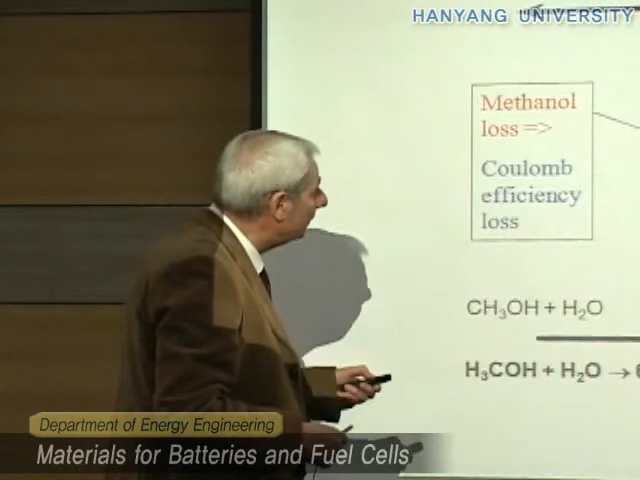 HANYANG UNIVERSITY
Methanol
loss =>
Coulomb
efficiency
loss
CH₃OH + H₂O
H₃COH + H₂O → 6
Department of Energy Engineering
Materials for Batteries and Fuel Cells